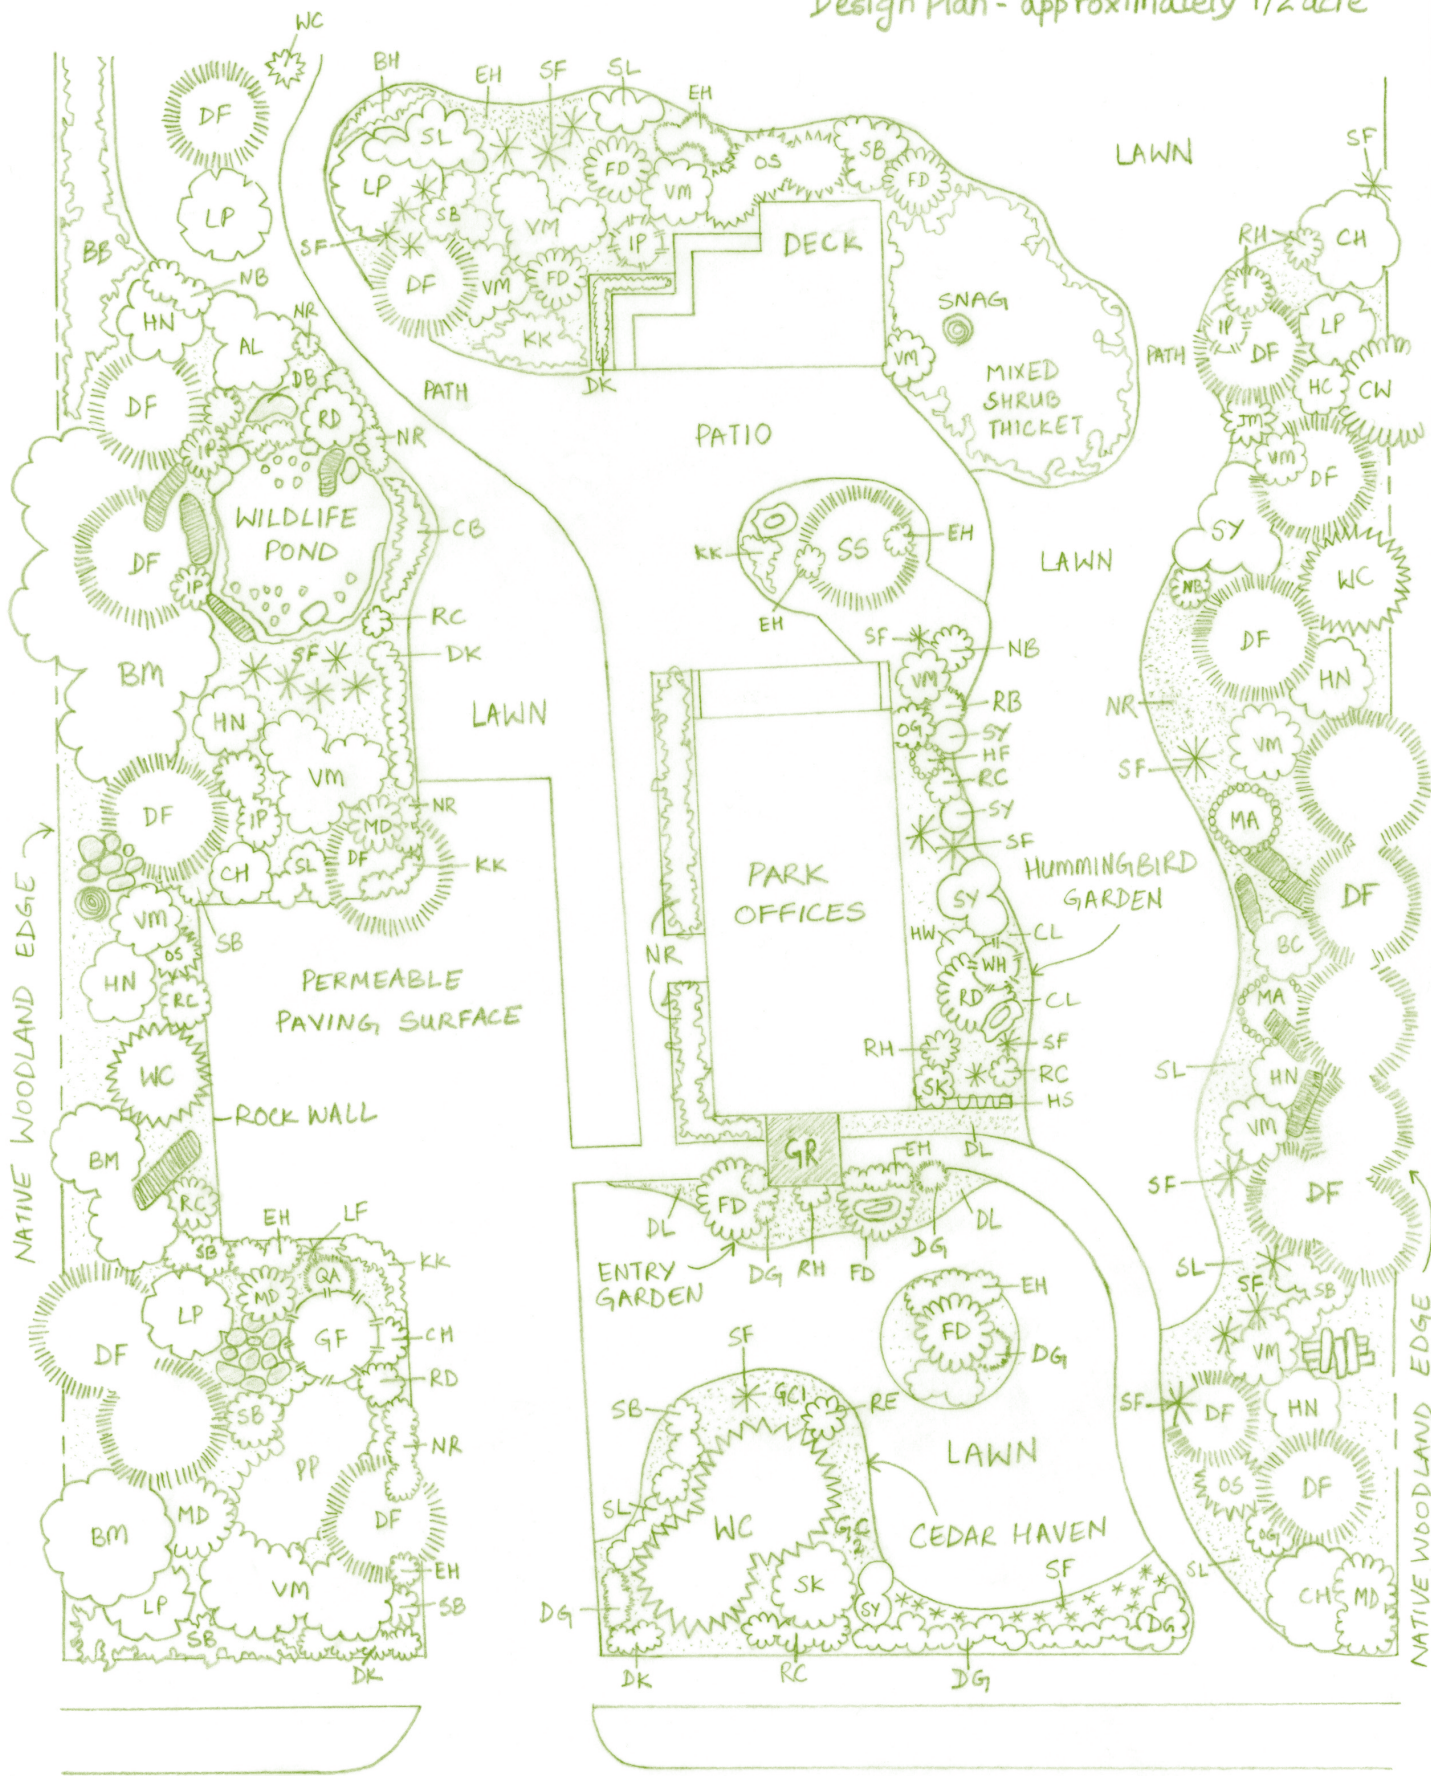 Design Plan - approximately 1/2 acre
WC
BH
EH
SF
SL
EH
DF
SL
OS
SB
LAWN
SF
LP
FD
VM
FD
LP
SB
VM
IP
DECK
RH
CH
BB
NB
SF
DF
VM
FD
HN
AL
NR
KK
SNAG
IP
DF
LP
PATH
VM
DB
PATH
DK
MIXED
SHRUB
THICKET
HC
CW
DF
RD
NR
PATIO
JM
IP
VM
DF
WILDLIFE
POND
CB
KK
SS
EH
SY
DF
LAWN
WC
IP
EH
NB
RC
SF
NB
DF
SF
DK
VM
BM
HN
RB
HN
NR
LAWN
OG
SY
VM
HF
VM
RC
SF
DF
IP
MD
NR
SY
MA
SF
DF
KK
CH
SL
PARK
OFFICES
HUMMINGBIRD
GARDEN
DF
SY
VM
SB
HW
CL
BC
OS
NR
WH
NATIVE WOODLAND EDGE
HN
PERMEABLE
PAVING SURFACE
RC
RD
CL
MA
RH
SF
WC
SK
RC
SL
HN
HS
ROCK WALL
VM
BM
GR
EH
DL
SF
DF
RC
DL
FD
DL
EH
LF
DG
SB
KK
ENTRY
GARDEN
DG
RH
FD
SL
QA
MD
EH
SF
SB
LP
GF
CH
FD
DF
SF
DG
VM
RD
GC1
SB
RE
SF
DF
HN
SB
NR
LAWN
NATIVE WOODLAND EDGE
PP
OS
DF
MD
SL
BM
DF
WC
GC
2
CEDAR HAVEN
OG
EH
SF
SL
VM
SK
CH
MD
LP
SB
DG
SY
DG
SB
DK
DK
RC
DG